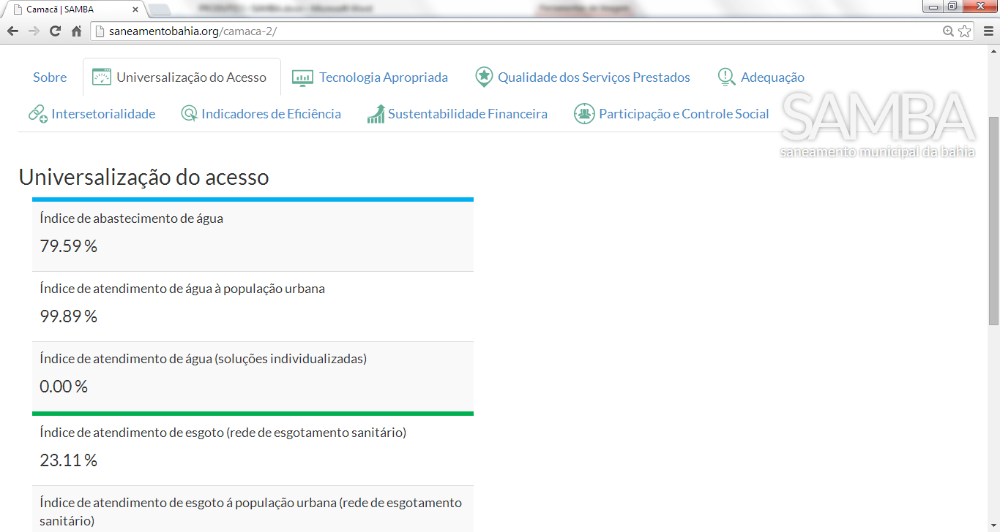 Camacã | SAMBA
saneamentobahia.org/camaca-2/
Sobre
Universalização do Acesso
Tecnologia Apropriada
Qualidade dos Serviços Prestados
Adequação
Intersetorialidade
Indicadores de Eficiência
Sustentabilidade Financeira
Participação e Controle Social
SAMBA
saneamento municipal da bahia
Universalização do acesso
Índice de abastecimento de água
79.59 %
Índice de atendimento de água à população urbana
99.89 %
Índice de atendimento de água (soluções individualizadas)
0.00 %
Índice de atendimento de esgoto (rede de esgotamento sanitário)
23.11 %
Índice de atendimento de esgoto á população urbana (rede de esgotamento
sanitário)